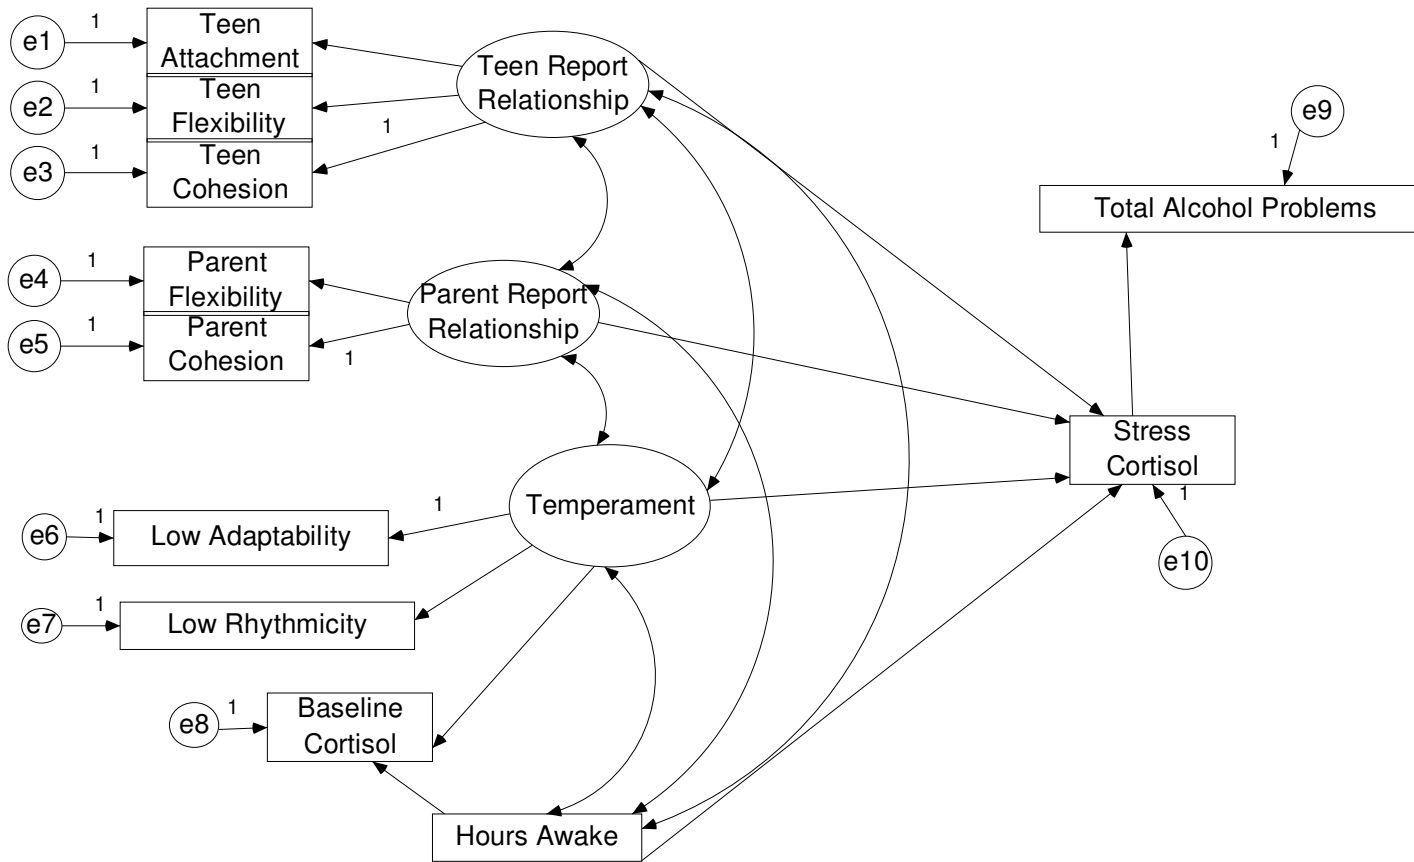 e1
1
Teen
Attachment
e2
1
Teen
Flexibility
e3
1
Teen
Cohesion
1
Teen Report
Relationship
e4
1
Parent
Flexibility
e5
1
Parent
Cohesion
1
Parent Report
Relationship
e6
1
Low Adaptability
1
Temperament
e7
1
Low Rhythmicity
e8
1
Baseline
Cortisol
Hours Awake
e9
1
Total Alcohol Problems
Stress
Cortisol
1
e10